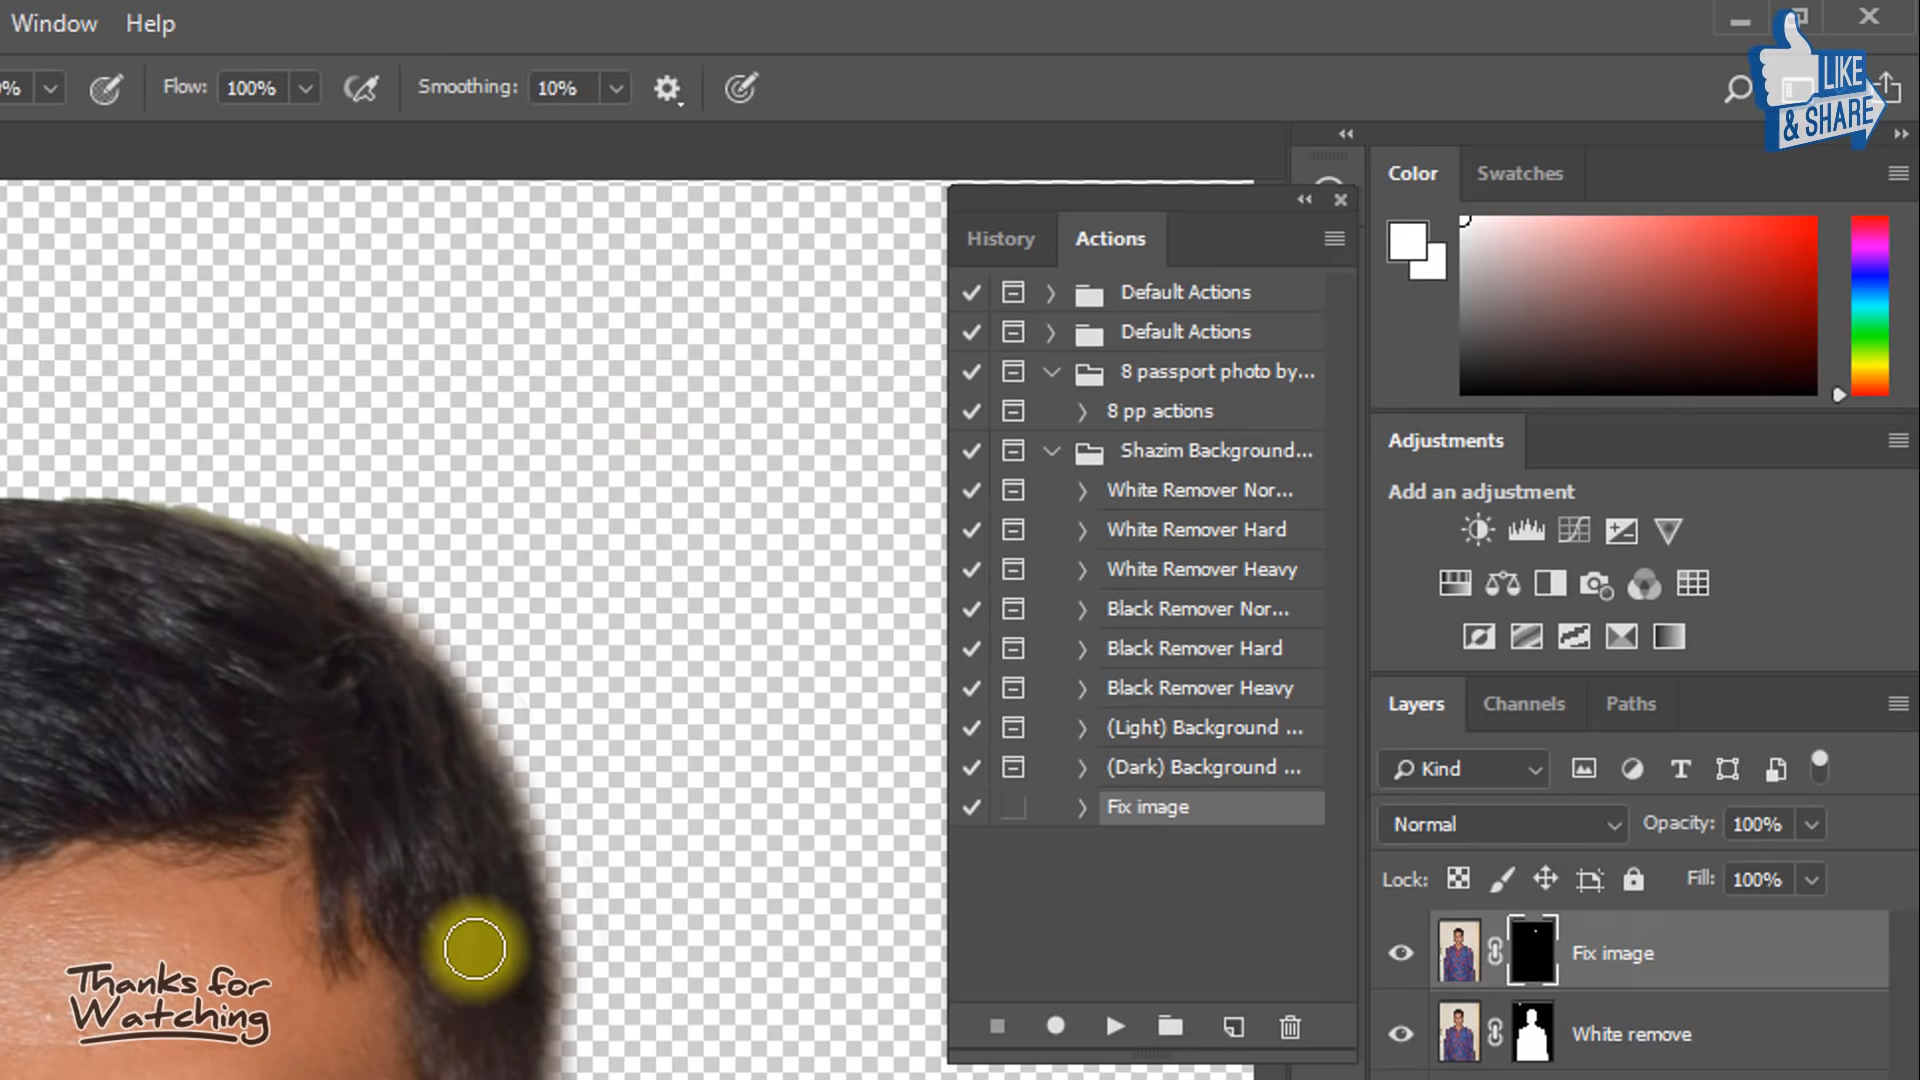 Window Help
% Flow: 100% Smoothing: 10%
LIKE
& SHARE
Color Swatches
History Actions
Default Actions
Default Actions
8 passport photo by...
8 pp actions
Shazim Background...
White Remover Nor...
White Remover Hard
White Remover Heavy
Black Remover Nor...
Black Remover Hard
Black Remover Heavy
(Light) Background ...
(Dark) Background ...
Fix image
Adjustments
Add an adjustment
Layers Channels Paths
Kind
Normal Opacity: 100%
Lock: Fill: 100%
Fix image
White remove
Thanks for
Watching